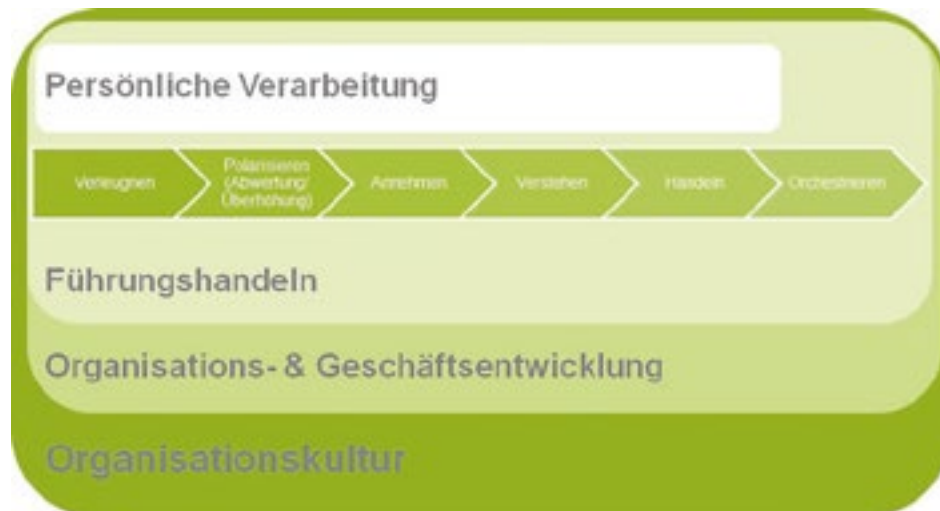 Persönliche Verarbeitung
Verleugnen
Polarisieren
(Abwertung/
Überhöhung)
Annehmen
Verstehen
Handeln
Orchestrieren
Führungshandeln
Organisations- & Geschäftsentwicklung
Organisationskultur